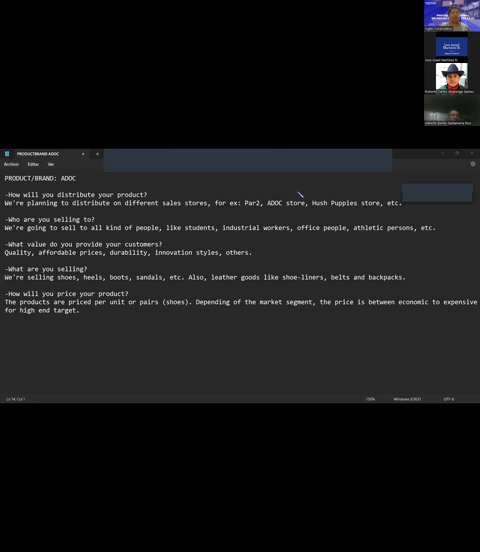 PRODUCTBRAND ADOC
Archivo Editar Ver
PRODUCT/BRAND: ADOC
-How will you distribute your product?
We're planning to distribute on different sales stores, for ex: Par2, ADOC store, Hush Puppies store, etc.
-Who are you selling to?
We're going to sell to all kind of people, like students, industrial workers, office people, athletic persons, etc.
-What value do you provide your customers?
Quality, affordable prices, durability, innovation styles, others.
-What are you selling?
We're selling shoes, heels, boots, sandals, etc. Also, leather goods like shoe-liners, belts and backpacks.
-How will you price your product?
The products are priced per unit or pairs (shoes). Depending of the market segment, the price is between economic to expensive
for high end target.
150%
Windows (CRLF)
UTF-8